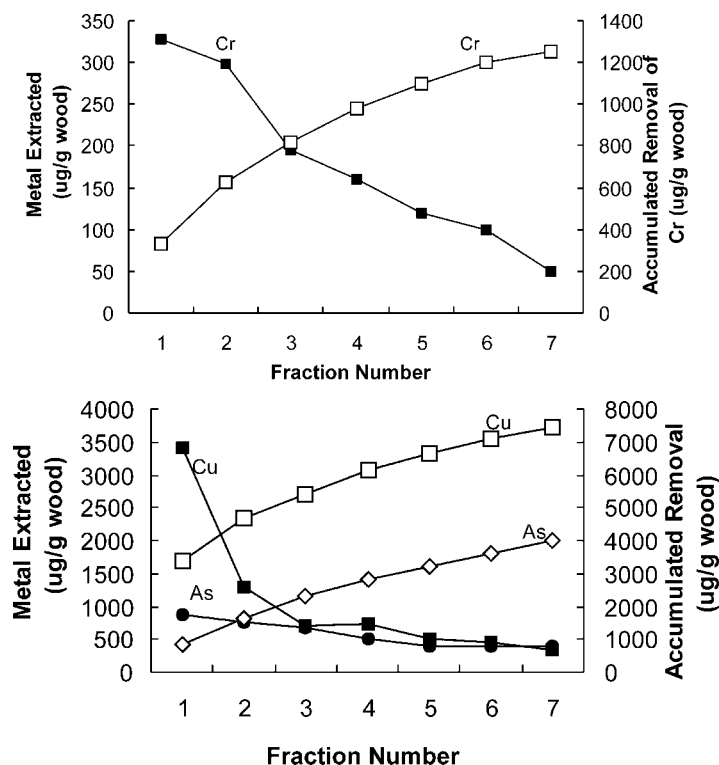 350
300
250
200
150
100
50
0
Metal Extracted
(ug/g wood)
Cr
Cr
1400
1200
1000
800
600
400
200
0
Accumulated Removal of
Cr (ug/g wood)
1 2 3 4 5 6 7
Fraction Number
4000
3500
3000
2500
2000
1500
1000
500
0
Metal Extracted
(ug/g wood)
Cu
Cu
As
As
8000
7000
6000
5000
4000
3000
2000
1000
0
Accumulated Removal
(ug/g wood)
1 2 3 4 5 6 7
Fraction Number